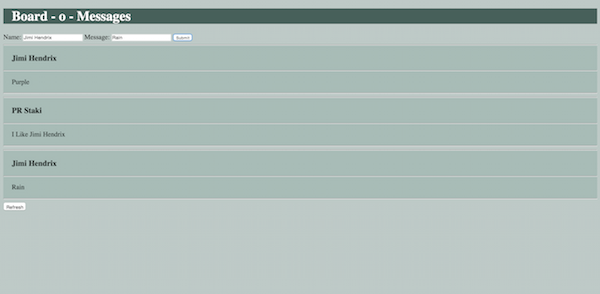 Board - o - Messages
Name: Jimi Hendrix Message: Rain Submit
Jimi Hendrix
Purple
PR Staki
I Like Jimi Hendrix
Jimi Hendrix
Rain
Refresh